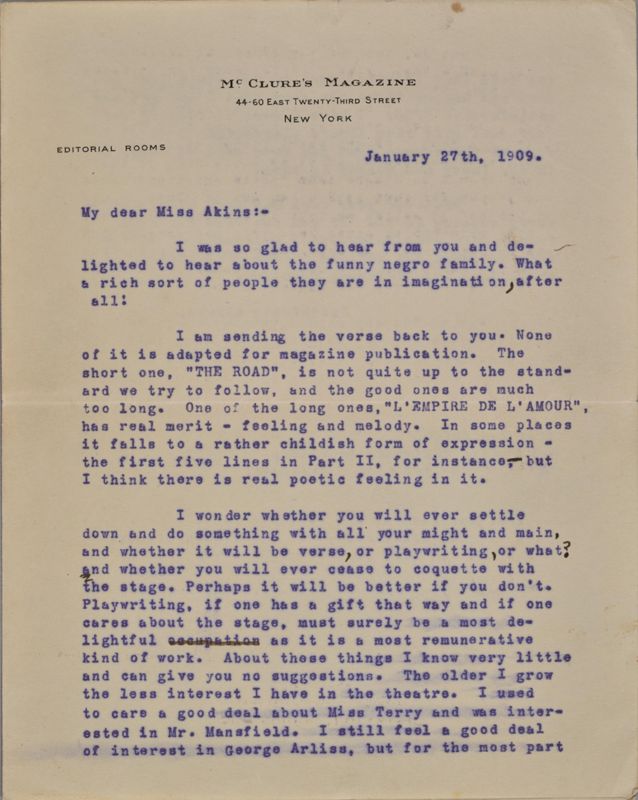 McCLURE'S MAGAZINE
44-60 EAST TWENTY-THIRD STREET
NEW YORK
EDITORIAL ROOMS
January 27th, 1909.
My dear Miss Akins:-
I was so glad to hear from you and de-
lighted to hear about the funny negro family. What
a rich sort of people they are in imagination, after
all!
I am sending the verse back to you. None
of it is adapted for magazine publication. The
short one, "THE ROAD", is not quite up to the stand-
ard we try to follow, and the good ones are much
too long. One of the long ones, "L'EMPIRE DE L'AMOUR",
has real merit - feeling and melody. In some places
it falls to a rather childish form of expression -
the first five lines in Part II, for instance,- but
I think there is real poetic feeling in it.
I wonder whether you will ever settle
down and do something with all your might and main,
and whether it will be verse, or playwriting, or what?
and whether you will ever cease to coquette with
the stage. Perhaps it will be better if you don't.
Playwriting, if one has a gift that way and if one
cares about the stage, must surely be a most de-
lightful occupation as it is a most remunerative
kind of work. About these things I know very little
and can give you no suggestions. The older I grow
the less interest I have in the theatre. I used
to care a good deal about Miss Terry and was inter-
ested in Mr. Mansfield. I still feel a good deal
of interest in George Arliss, but for the most part